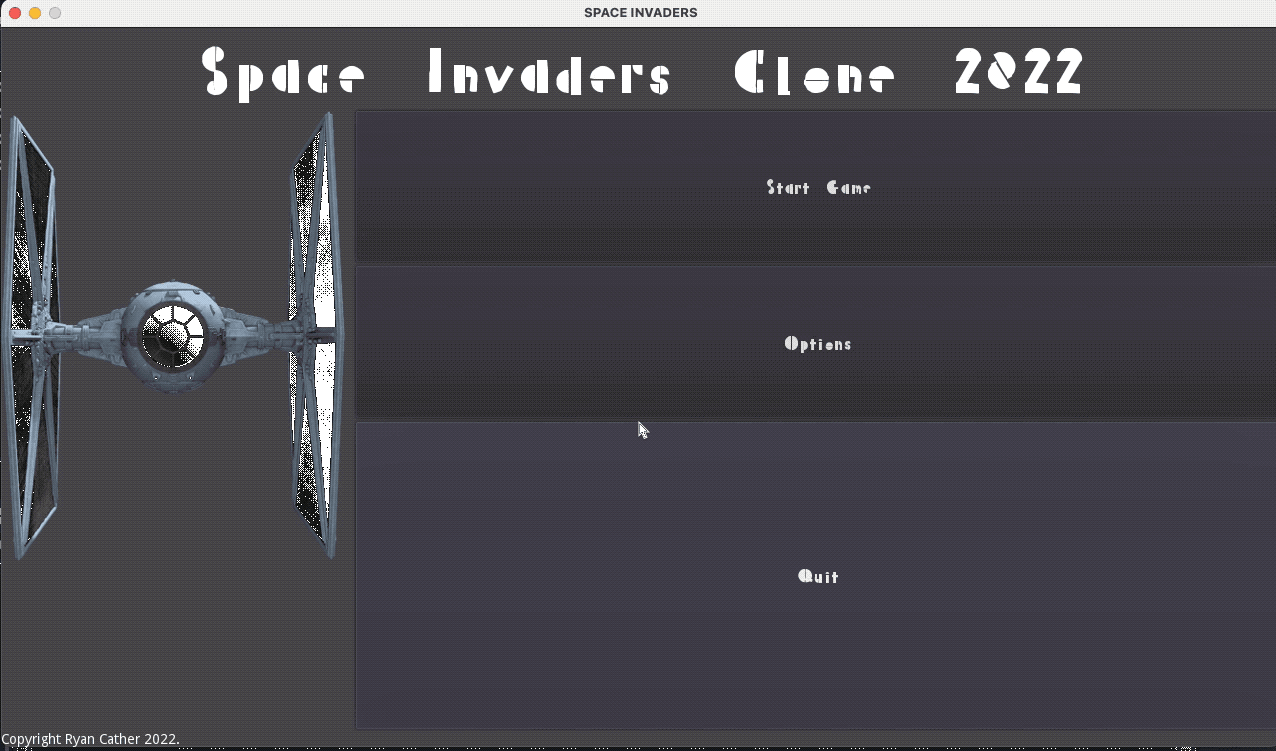 SPACE INVADERS
Space Invaders Clone 2022
Start Game
Options
Quit
Copyright Ryan Cather 2022.